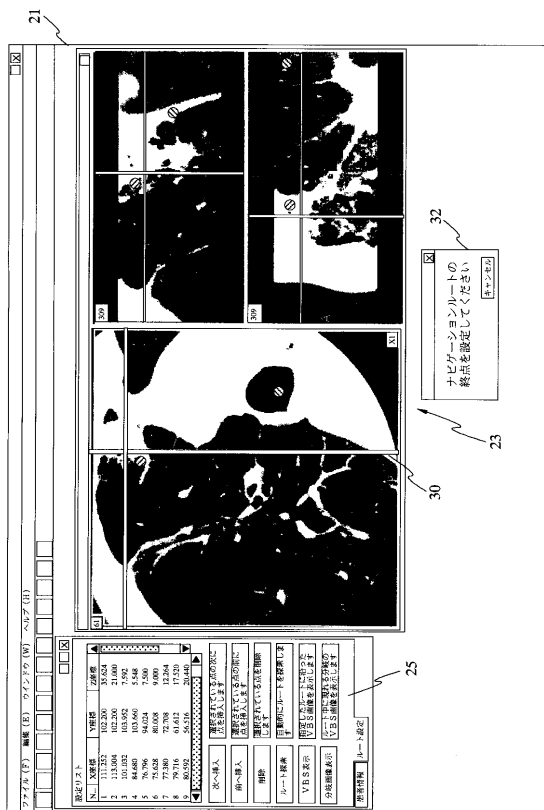 21
ファイル (F) 編集 (E) ウインドウ (W) ヘルプ (H)
設定リスト
N... X座標 Y座標 Z座標
1 111.252 102.200 35.624
2 113.004 102.200 21.000
3 101.032 103.952 7.592
4 84.680 103.660 5.548
5 76.796 94.024 7.500
6 75.628 80.008 9.000
7 77.380 72.708 12.264
8 79.716 61.612 17.520
9 80.592 56.516 20.440
次へ挿入 選択されている点の次に点を挿入します
前へ挿入 選択されている点の前に点を挿入します
削除 選択されている点を削除します
ルート探索 自動的にルートを探索します
VBS表示 指定したルートに沿ったVBS画像を表示します
分岐画像表示 ルート中に現れる分岐のVBS画像を表示します
患者情報 ルート設定
25
61
X1
309
309
30
23
ナビゲーションルートの
終点を設定してください
キャンセル
32